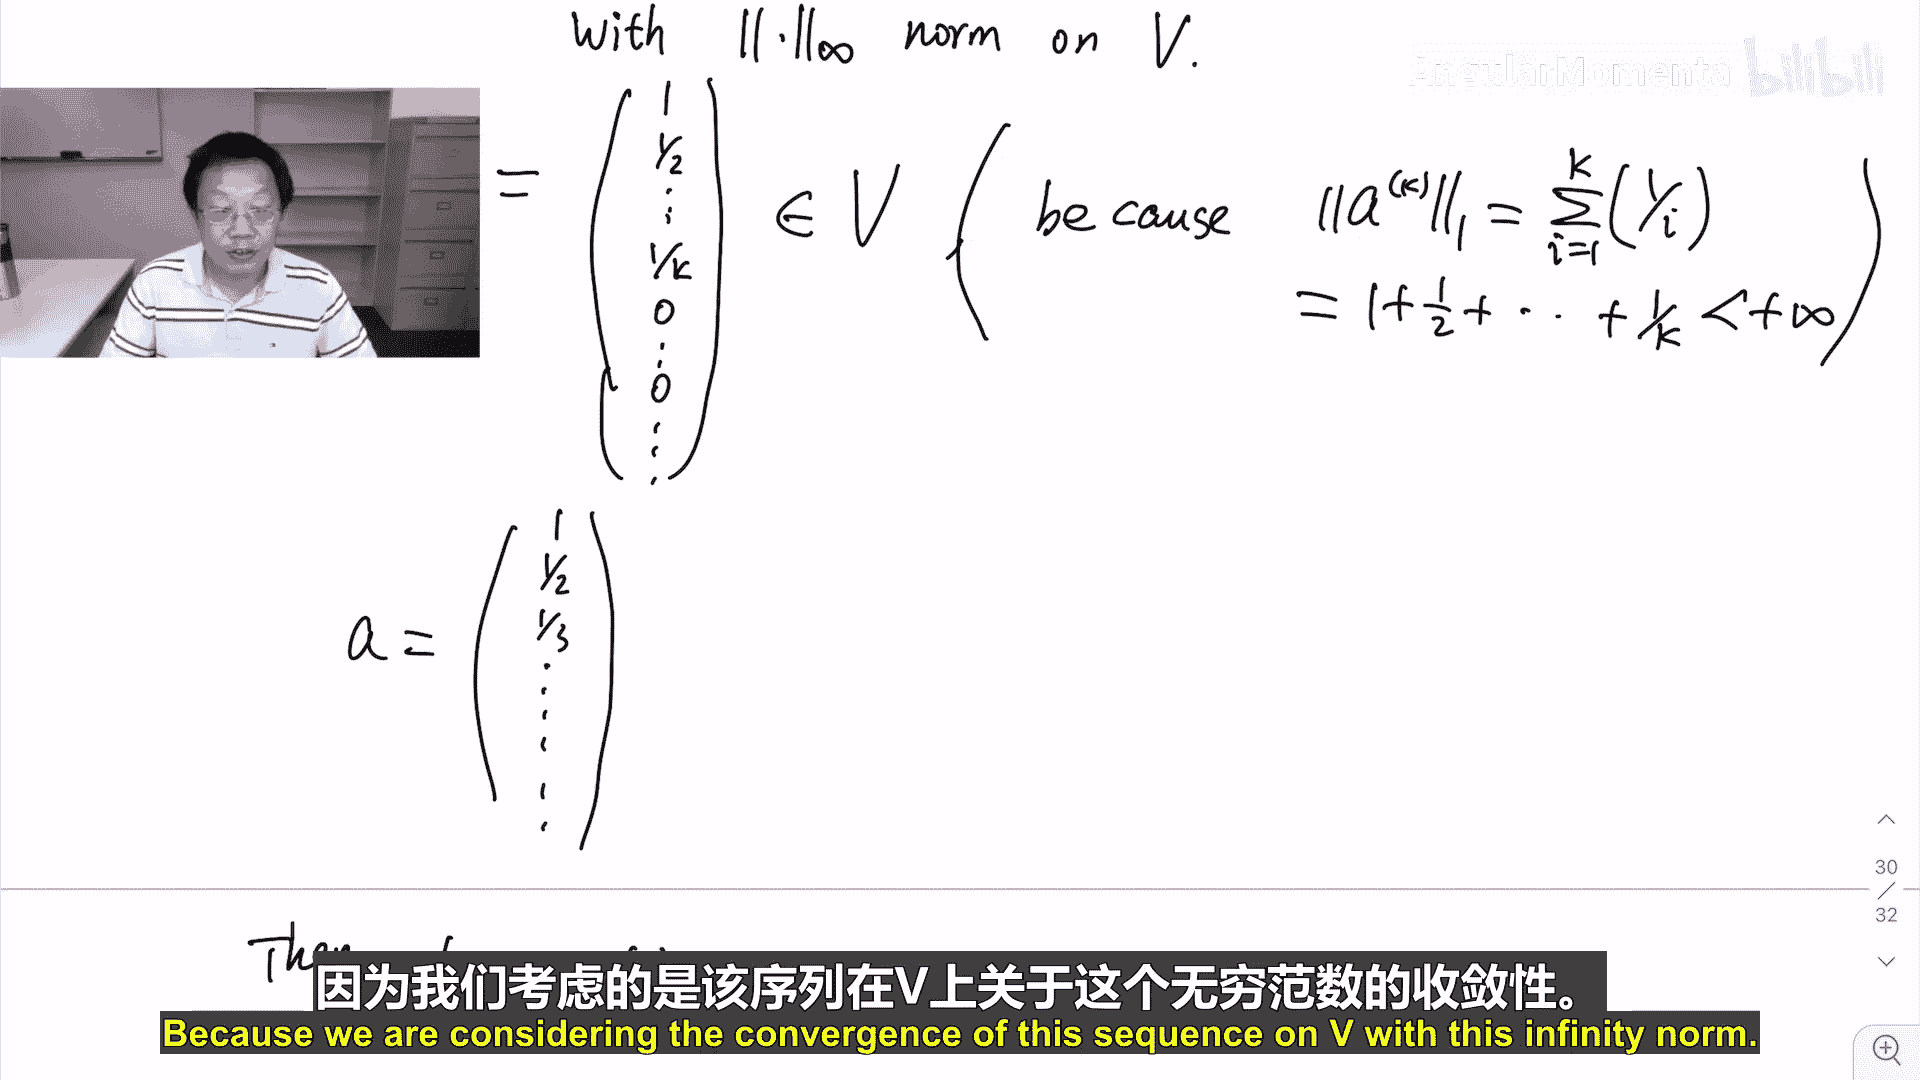 With ||·||∞ norm on V.
AngularMomenta bilibili
= ( 1 1/2 ⋮ 1/k 0 ⋮ 0 ⋮ ) ∈ V ( because ||a^(k)||₁ = ∑_{i=1}^{k} (1/i)
= 1 + 1/2 + ··· + 1/k < +∞ )
a = ( 1 1/2 1/3 ⋮ )
30
/
32
因为我们考虑的是该序列在V上关于这个无穷范数的收敛性。
Because we are considering the convergence of this sequence on V with this infinity norm.